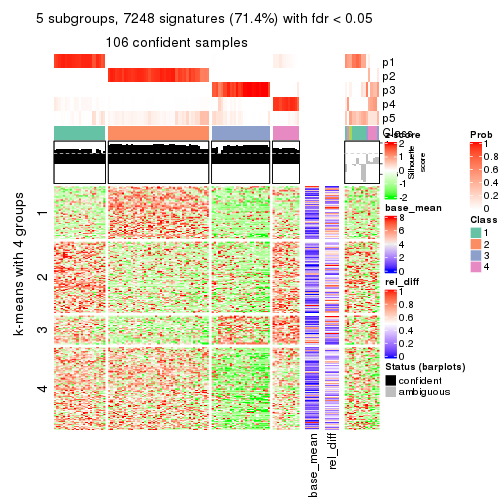 5 subgroups, 7248 signatures (71.4%) with fdr < 0.05
106 confident samples
p1
p2
p3
p4
p5
Class
k-means with 4 groups
1
2
3
4
base_mean
rel_diff
Silhouette
score
z-score
2
1
0
-1
-2
base_mean
8
6
4
2
0
rel_diff
1
0.8
0.6
0.4
0.2
0
Status (barplots)
confident
ambiguous
Prob
1
0.8
0.6
0.4
0.2
0
Class
1
2
3
4